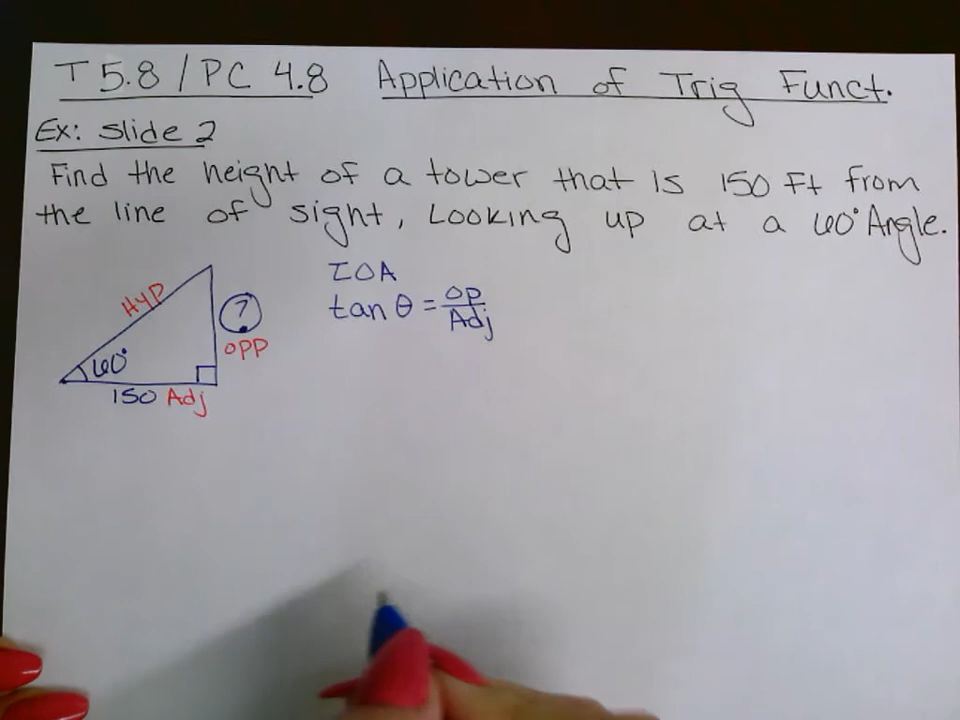 T 5.8 / PC 4.8 Application of Trig Funct.
Ex: Slide 2
Find the height of a tower that is 150 Ft from
the line of sight, Looking up at a 60° Angle.
Hyp
?
OPP
60°
150 Adj
TOA
tan θ = OP/Adj